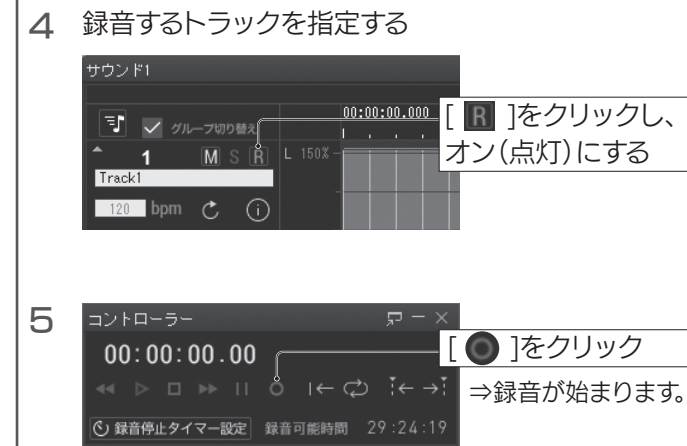 4 録音するトラックを指定する
サウンド1
グループ切り替え
00:00:00.000
1 M S R L 150%
Track1
120 bpm
[ R ]をクリックし、
オン(点灯)にする
5
コントローラー
00:00:00.00
録音停止タイマー設定 録音可能時間 29:24:19
[ ]をクリック
⇒録音が始まります。